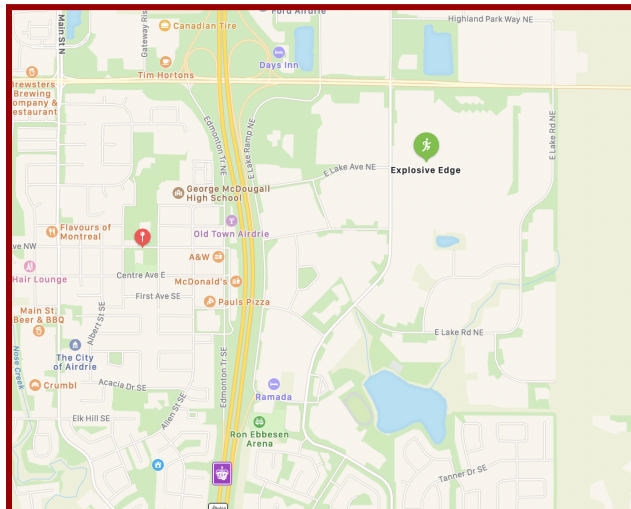 Ford Airdrie
Highland Park Way NE
Main St N
Gateway Ris
Canadian Tire
Days Inn
Tim Hortons
Brewsters
Brewing
ompany &
estaurant
Edmonton Tr NE
E Lake Ramp NE
E Lake Rd NE
E Lake Ave NE
Explosive Edge
George McDougall
High School
Old Town Airdrie
Flavours of
Montreal
ve NW
A&W
Hair Lounge
Centre Ave E
McDonald's
First Ave SE
Pauls Pizza
Main St.
Beer & BBQ
Albert St SE
E Lake Rd NE
Nose Creek
The City
of Airdrie
Edmonton Tr SE
Crumbl
Acacia Dr SE
Ramada
Allen St SE
Elk Hill SE
Ron Ebbesen
Arena
Tanner Dr SE